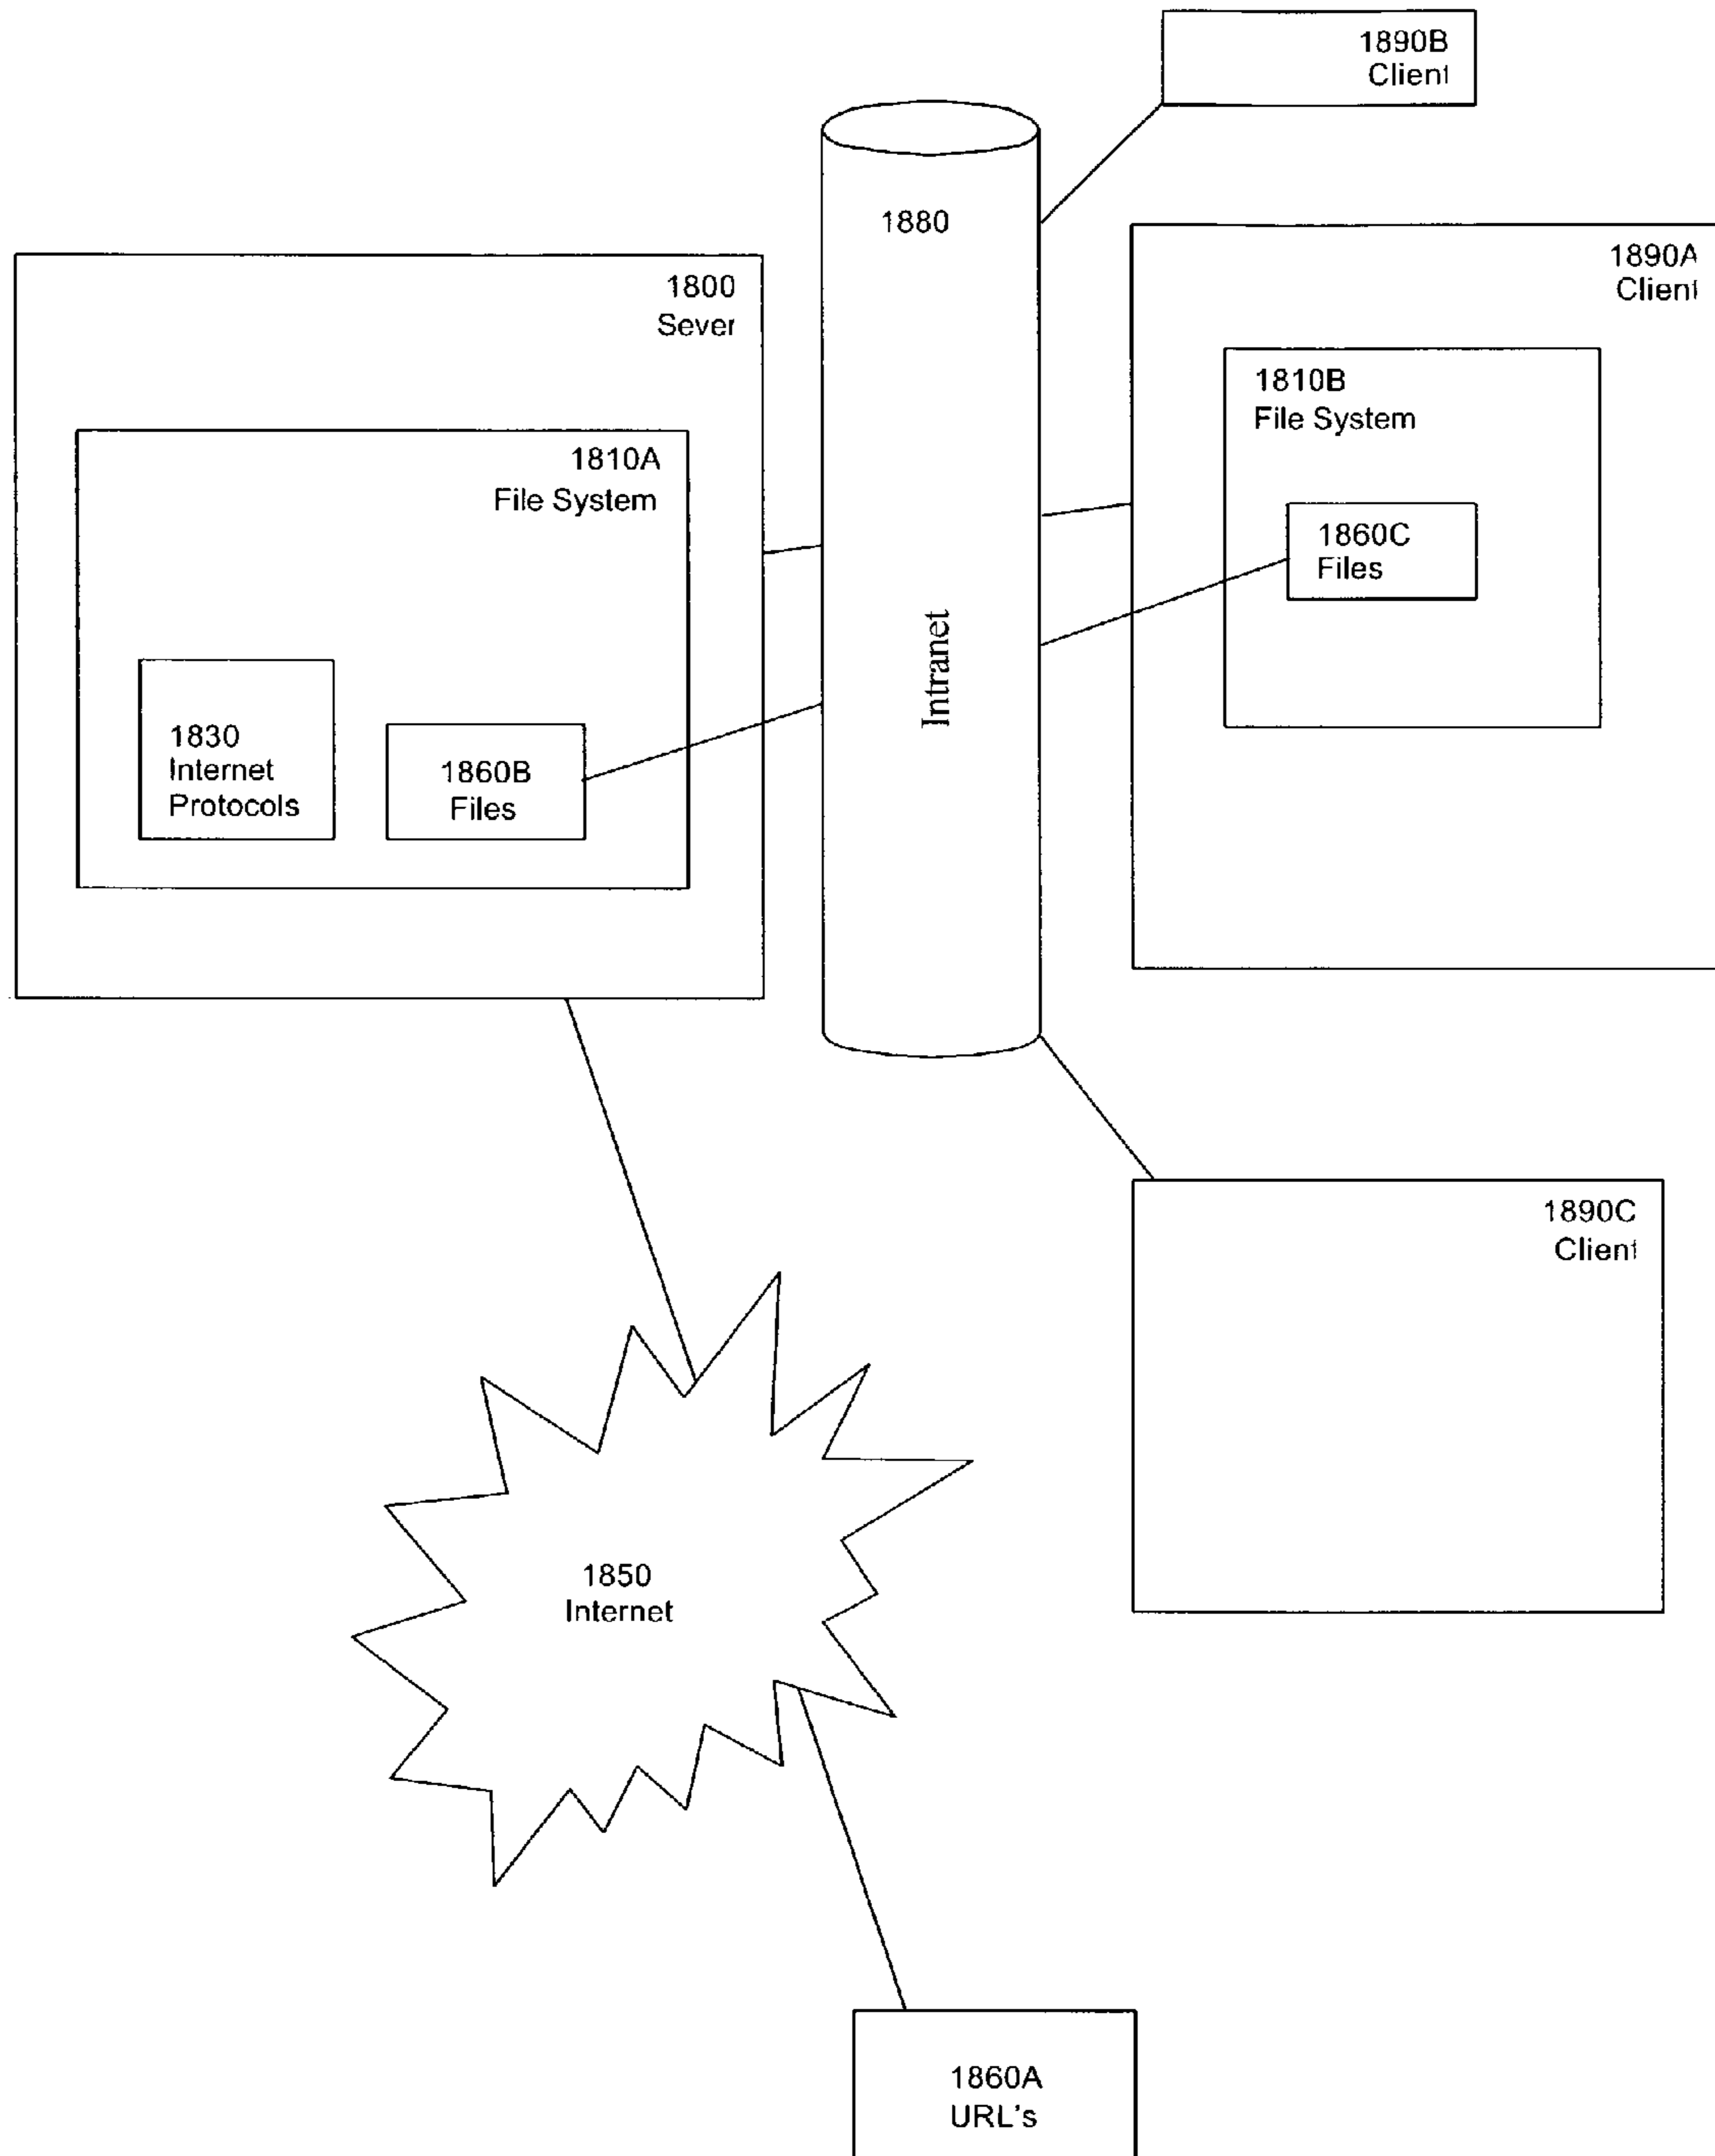 1890B
Client
1880
1800
Sever
1890A
Client
1810B
File System
1810A
File System
1860C
Files
Intranet
1830
Internet
Protocols
1860B
Files
1890C
Client
1850
Internet
1860A
URL's